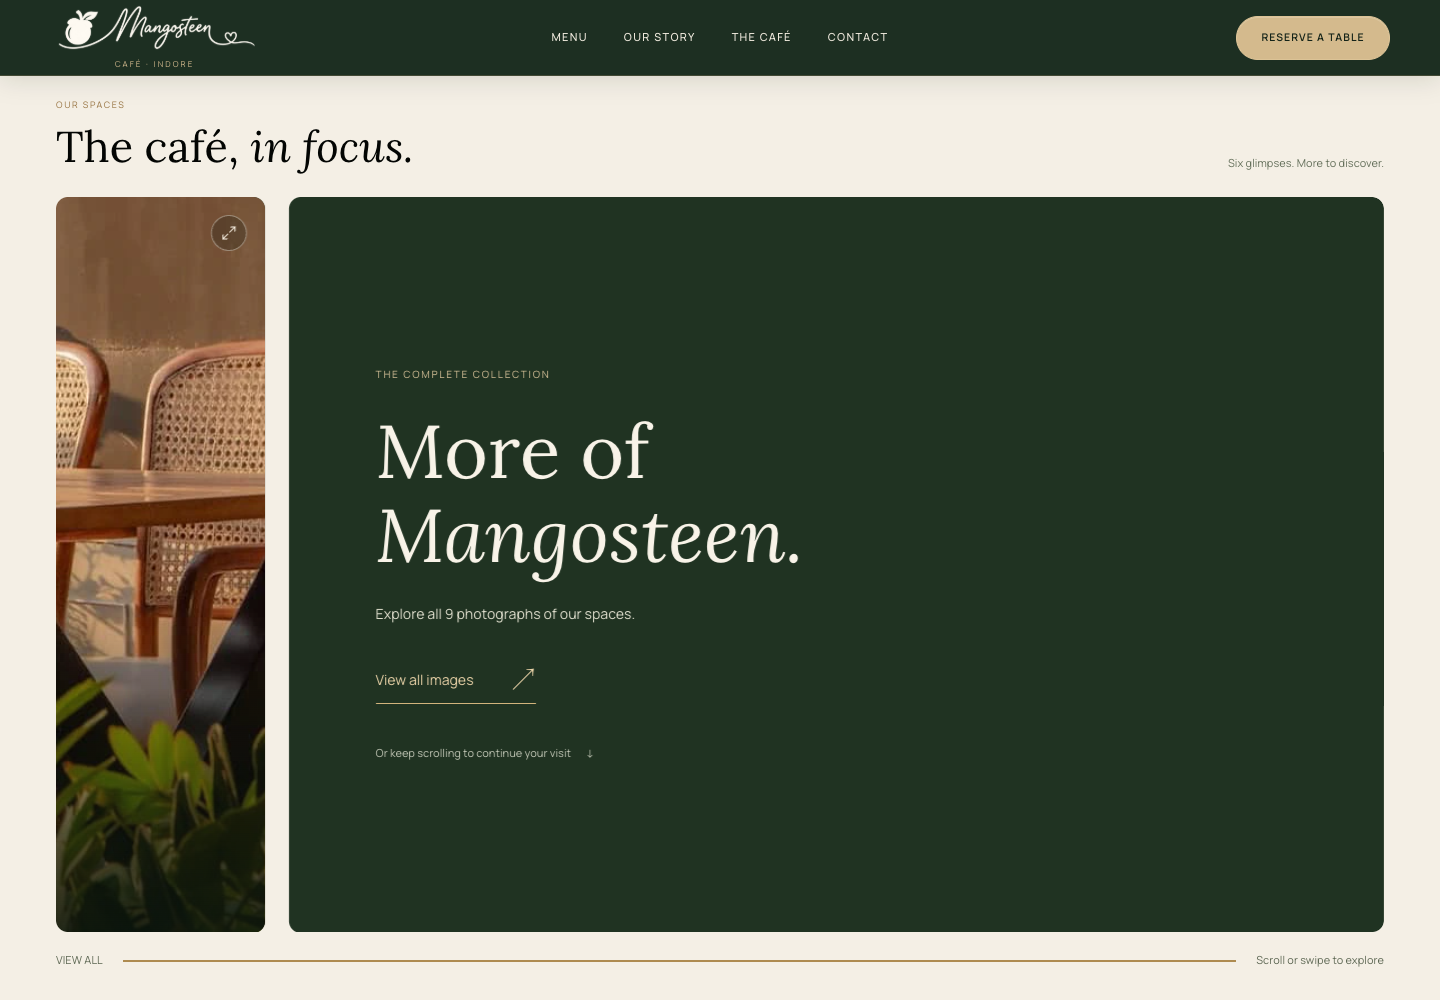 Mangosteen
CAFÉ · INDORE
MENU
OUR STORY
THE CAFÉ
CONTACT
RESERVE A TABLE
OUR SPACES
The café, in focus.
Six glimpses. More to discover.
THE COMPLETE COLLECTION
More of
Mangosteen.
Explore all 9 photographs of our spaces.
View all images
Or keep scrolling to continue your visit ↓
VIEW ALL
Scroll or swipe to explore